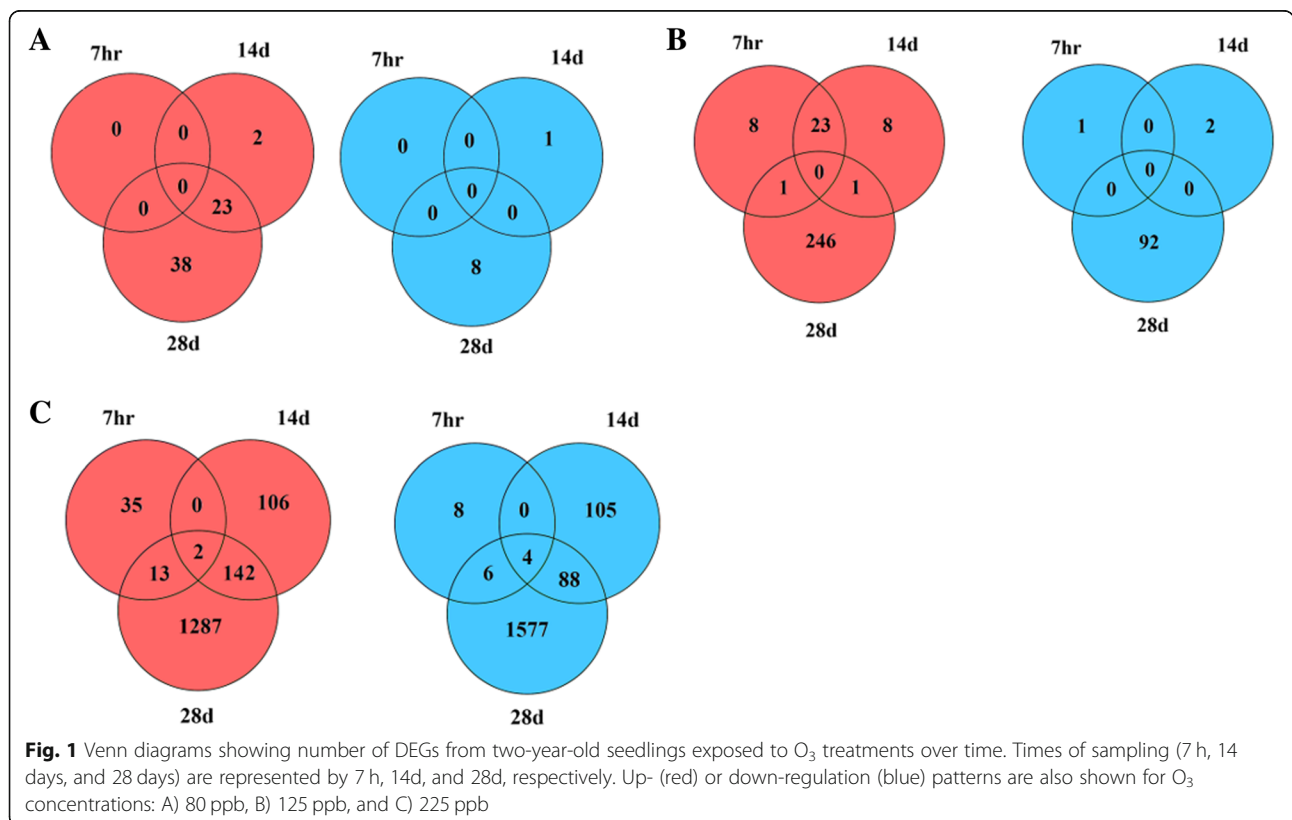 A
7hr 14d
0 0 2
0
0 23
38
28d
7hr 14d
0 0 1
0
0 0
8
28d
B
7hr 14d
8 23 8
0
1 1
246
28d
7hr 14d
1 0 2
0
0 0
92
28d
C
7hr 14d
35 0 106
2
13 142
1287
28d
7hr 14d
8 0 105
4
6 88
1577
28d
Fig. 1 Venn diagrams showing number of DEGs from two-year-old seedlings exposed to O₃ treatments over time. Times of sampling (7 h, 14
days, and 28 days) are represented by 7 h, 14d, and 28d, respectively. Up- (red) or down-regulation (blue) patterns are also shown for O₃
concentrations: A) 80 ppb, B) 125 ppb, and C) 225 ppb